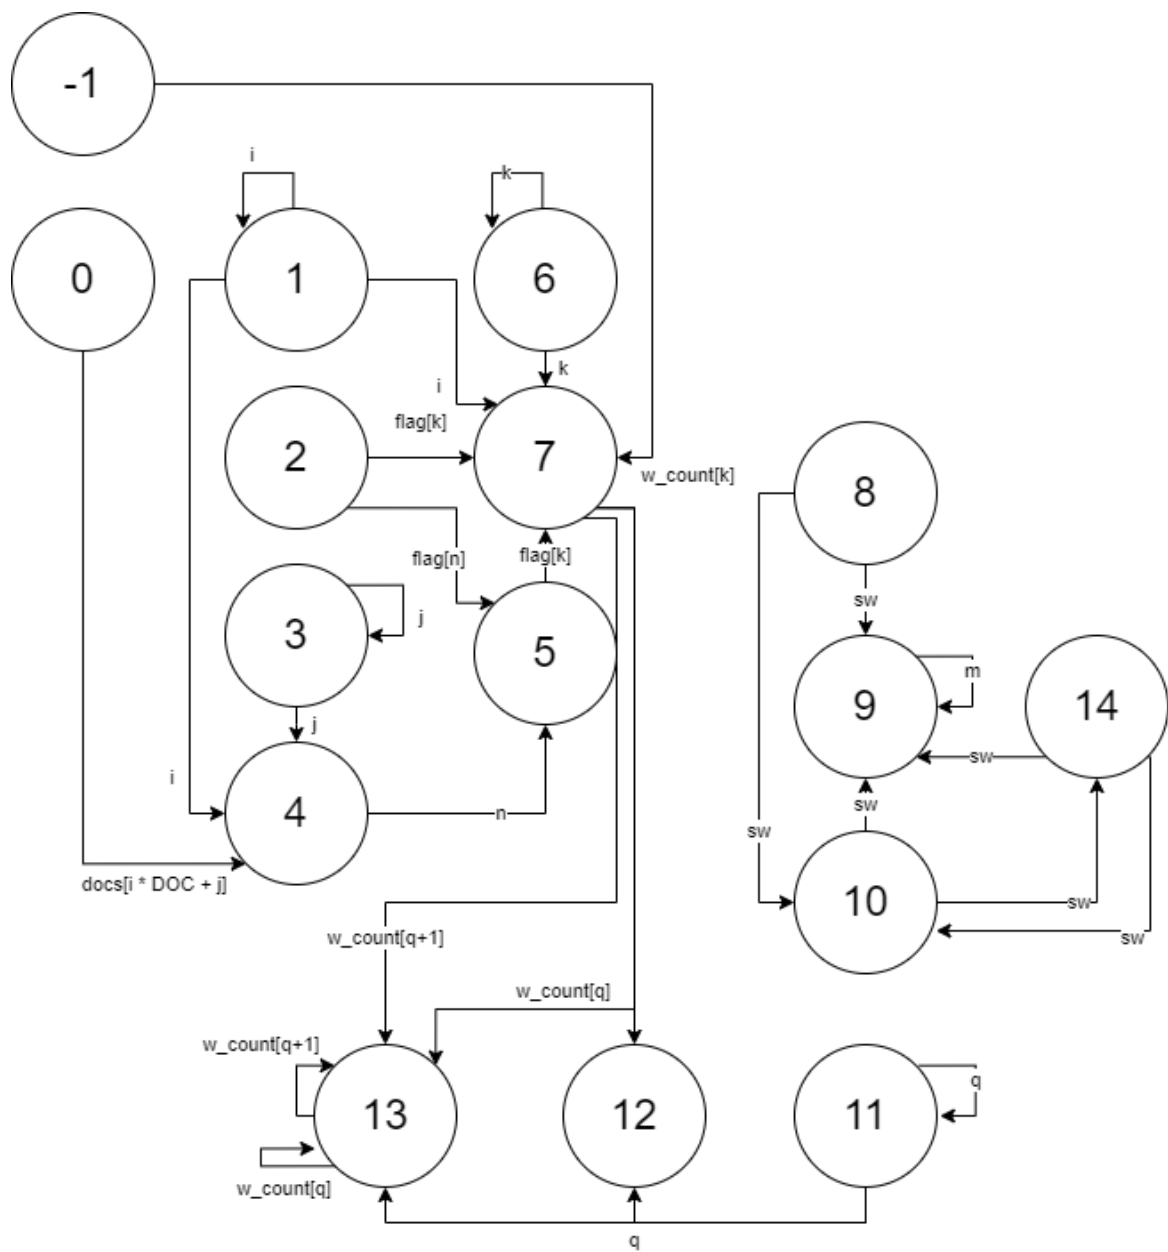 -1
i
k
0
1
6
k
i
flag[k]
2
7
w_count[k]
8
flag[n]
flag[k]
3
j
5
sw
m
9
14
j
sw
i
4
n
sw
sw
docs[i * DOC + j]
10
sw
w_count[q+1]
sw
w_count[q]
w_count[q+1]
q
13
12
11
w_count[q]
q